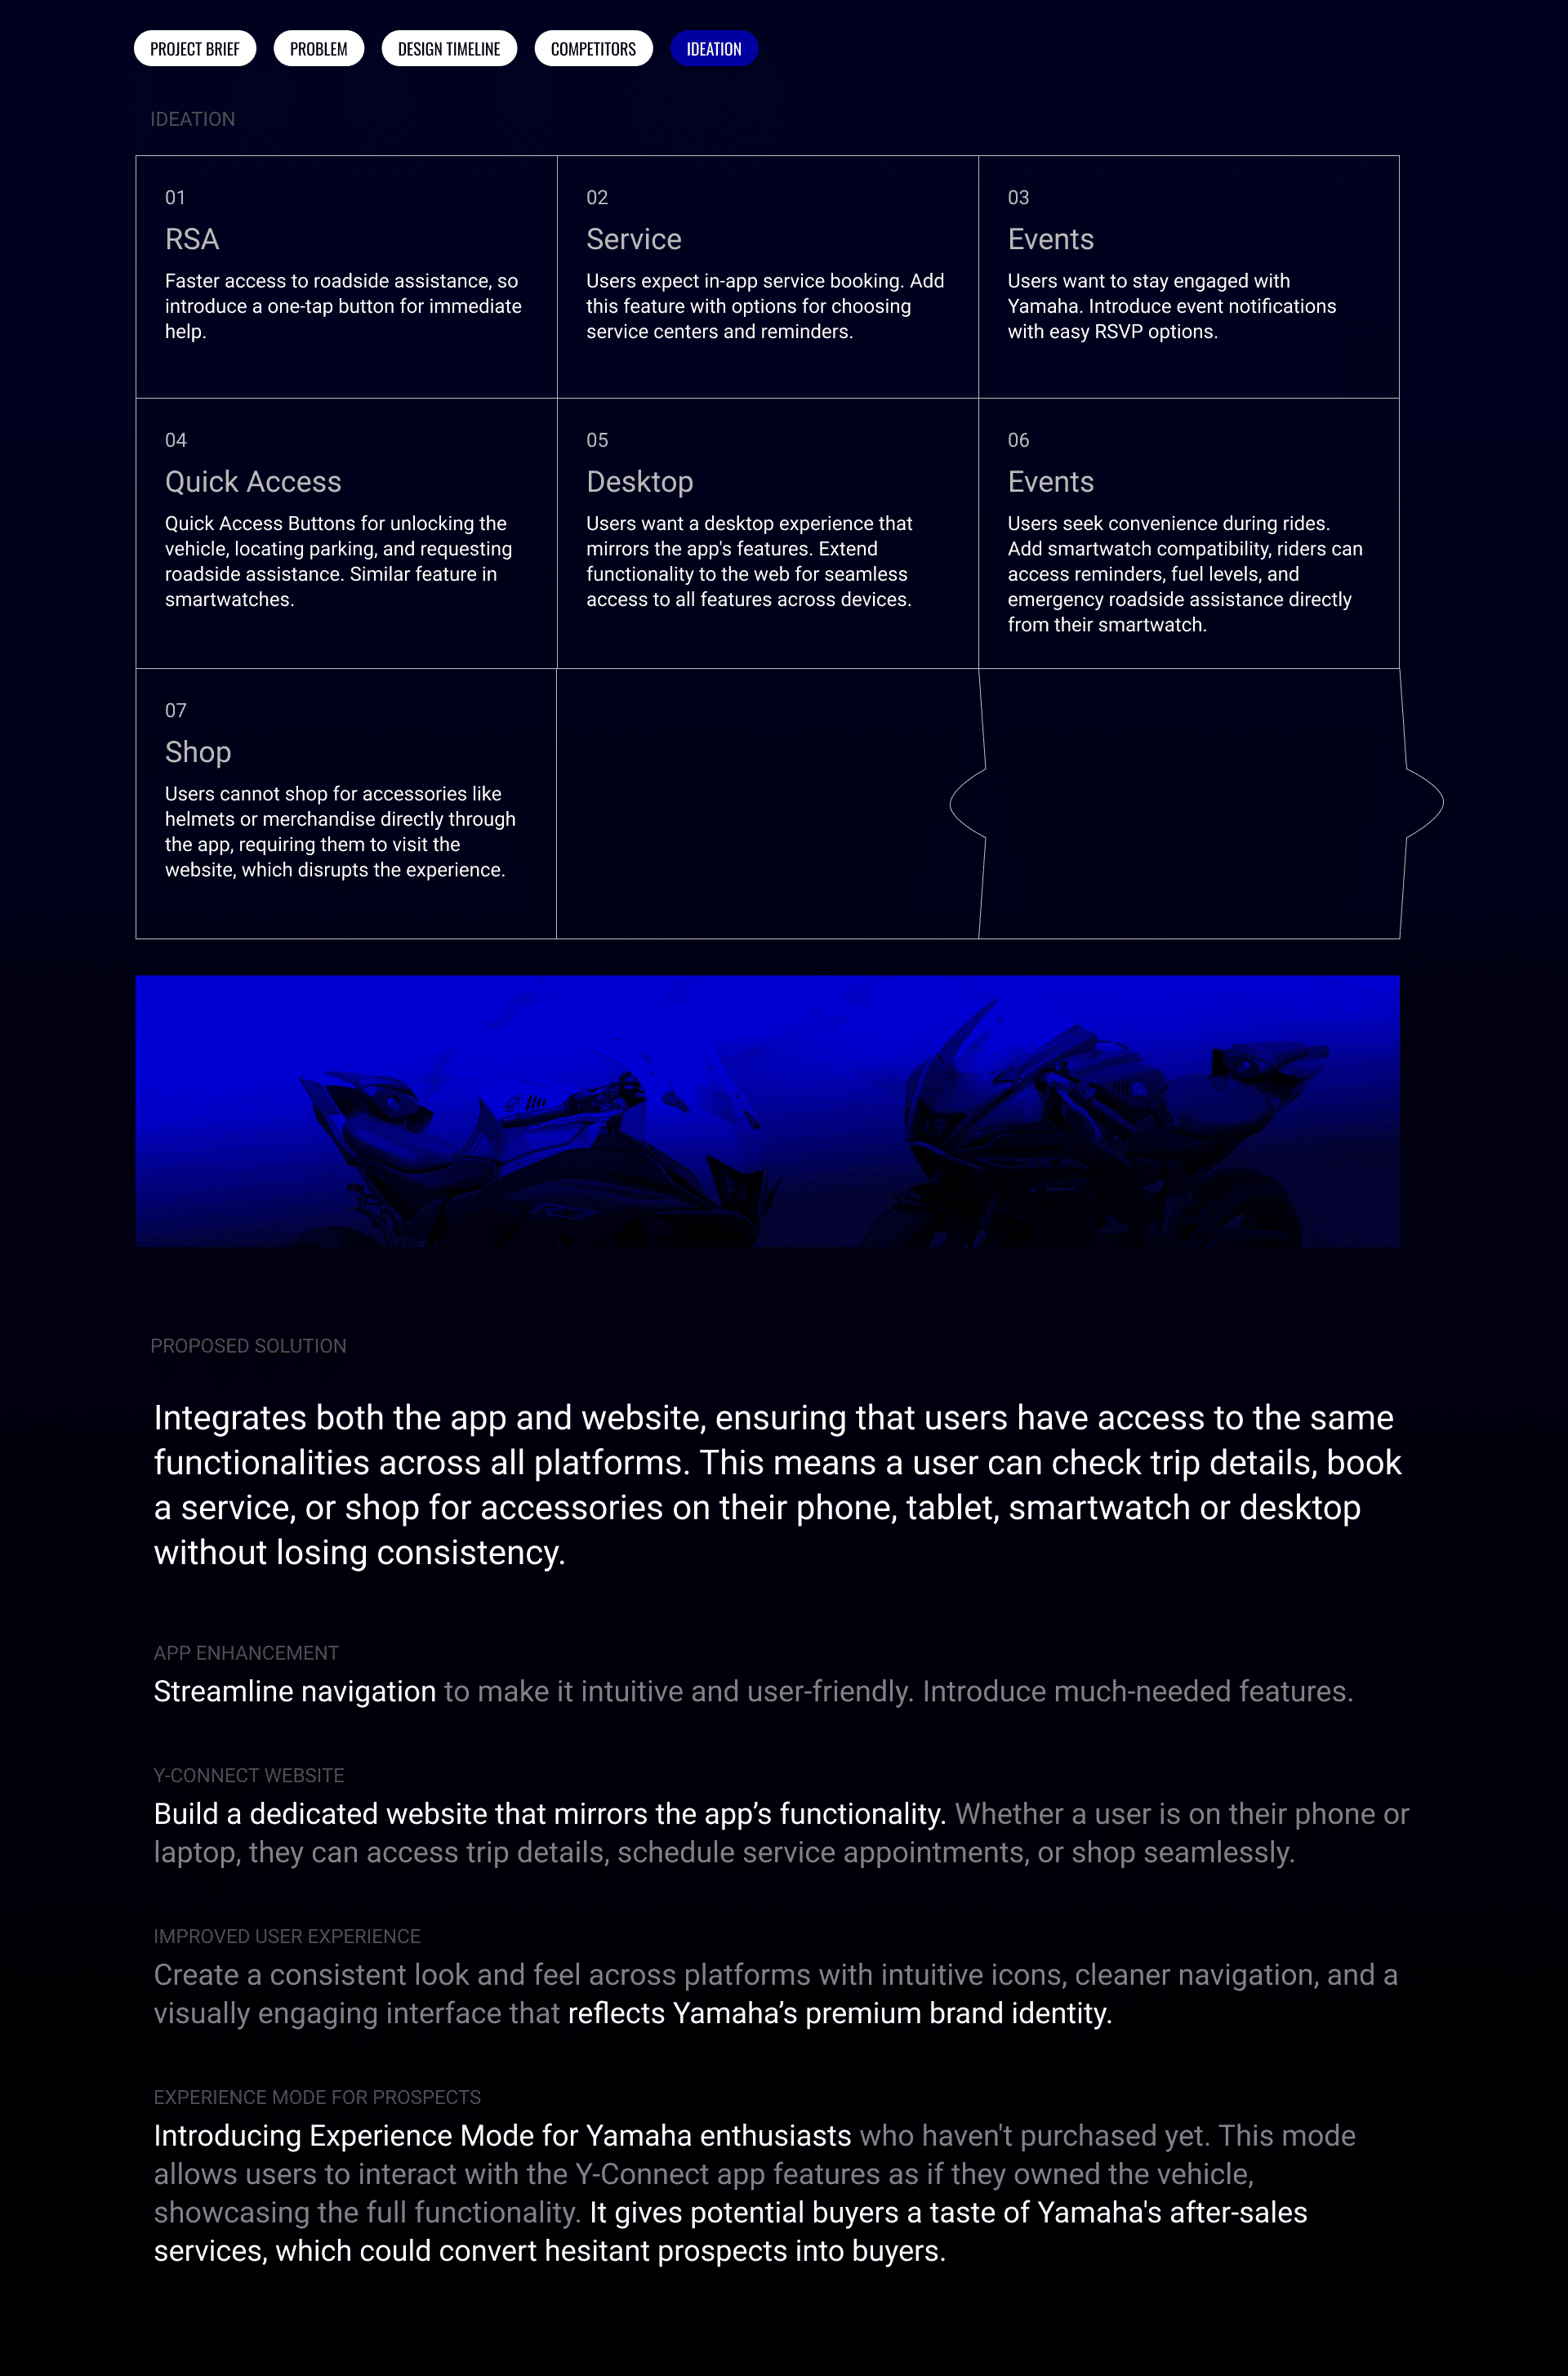 PROJECT BRIEF
PROBLEM
DESIGN TIMELINE
COMPETITORS
IDEATION
IDEATION
01
RSA
Faster access to roadside assistance, so
introduce a one-tap button for immediate
help.
02
Service
Users expect in-app service booking. Add
this feature with options for choosing
service centers and reminders.
03
Events
Users want to stay engaged with
Yamaha. Introduce event notifications
with easy RSVP options.
04
Quick Access
Quick Access Buttons for unlocking the
vehicle, locating parking, and requesting
roadside assistance. Similar feature in
smartwatches.
05
Desktop
Users want a desktop experience that
mirrors the app's features. Extend
functionality to the web for seamless
access to all features across devices.
06
Events
Users seek convenience during rides.
Add smartwatch compatibility, riders can
access reminders, fuel levels, and
emergency roadside assistance directly
from their smartwatch.
07
Shop
Users cannot shop for accessories like
helmets or merchandise directly through
the app, requiring them to visit the
website, which disrupts the experience.
PROPOSED SOLUTION
Integrates both the app and website, ensuring that users have access to the same
functionalities across all platforms. This means a user can check trip details, book
a service, or shop for accessories on their phone, tablet, smartwatch or desktop
without losing consistency.
APP ENHANCEMENT
Streamline navigation to make it intuitive and user-friendly. Introduce much-needed features.
Y-CONNECT WEBSITE
Build a dedicated website that mirrors the app’s functionality. Whether a user is on their phone or
laptop, they can access trip details, schedule service appointments, or shop seamlessly.
IMPROVED USER EXPERIENCE
Create a consistent look and feel across platforms with intuitive icons, cleaner navigation, and a
visually engaging interface that reflects Yamaha’s premium brand identity.
EXPERIENCE MODE FOR PROSPECTS
Introducing Experience Mode for Yamaha enthusiasts who haven't purchased yet. This mode
allows users to interact with the Y-Connect app features as if they owned the vehicle,
showcasing the full functionality. It gives potential buyers a taste of Yamaha's after-sales
services, which could convert hesitant prospects into buyers.